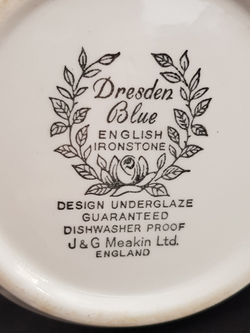 Dresden
Blue
ENGLISH
IRONSTONE
DESIGN UNDERGLAZE
GUARANTEED
DISHWASHER PROOF
J & G Meakin Ltd.
ENGLAND